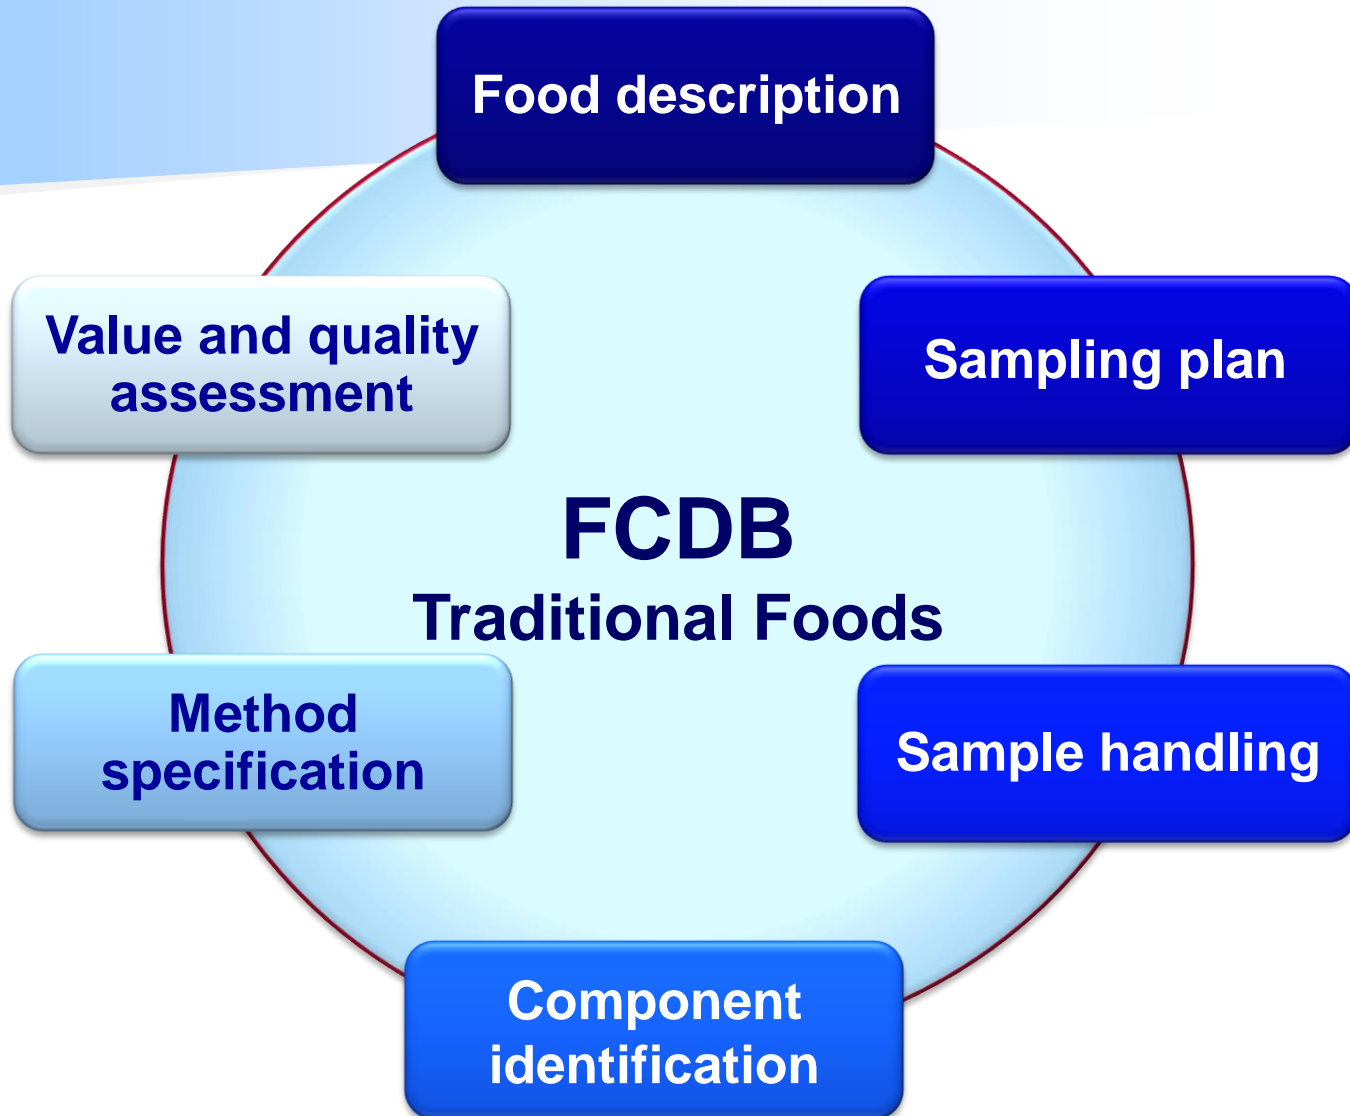 Food description
Value and quality
assessment
Sampling plan
FCDB
Traditional Foods
Method
specification
Sample handling
Component
identification